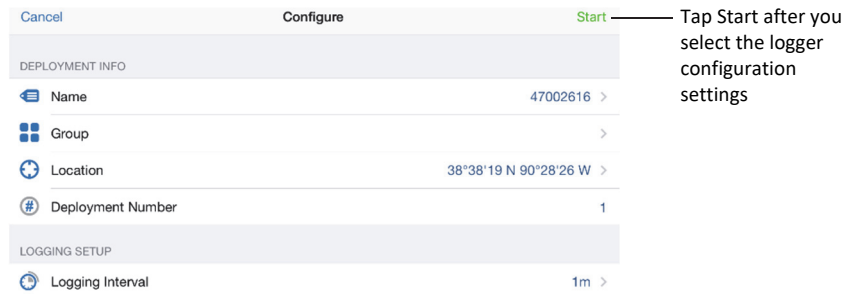 Cancel Configure Start
Tap Start after you
select the logger
configuration
settings
DEPLOYMENT INFO
Name 47002616
Group
Location 38°38'19 N 90°28'26 W
# Deployment Number 1
LOGGING SETUP
Logging Interval 1m